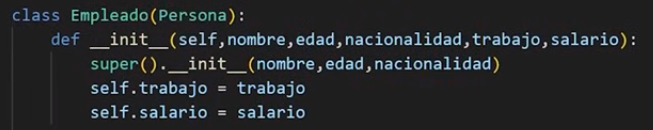 class Empleado(Persona):
    def __init__(self,nombre,edad,nacionalidad,trabajo,salario):
        super().__init__(nombre,edad,nacionalidad)
        self.trabajo = trabajo
        self.salario = salario